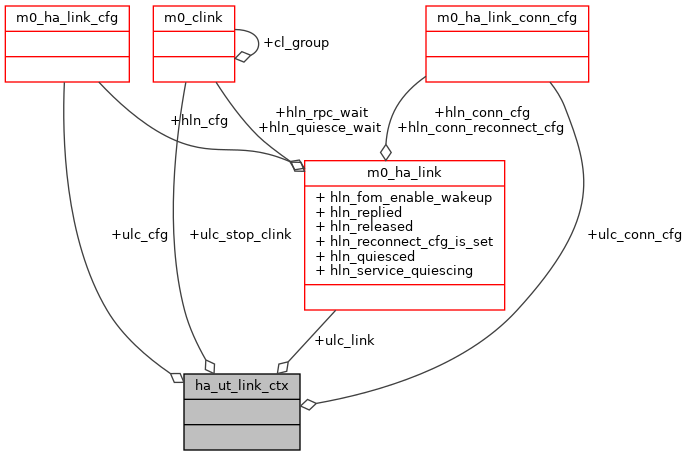 m0_ha_link_cfg
m0_clink
m0_ha_link_conn_cfg
+cl_group
+hln_cfg
+hln_rpc_wait
+hln_quiesce_wait
+hln_conn_cfg
+hln_conn_reconnect_cfg
m0_ha_link
+ hln_fom_enable_wakeup
+ hln_replied
+ hln_released
+ hln_reconnect_cfg_is_set
+ hln_quiesced
+ hln_service_quiescing
+ulc_cfg
+ulc_stop_clink
+ulc_conn_cfg
+ulc_link
ha_ut_link_ctx